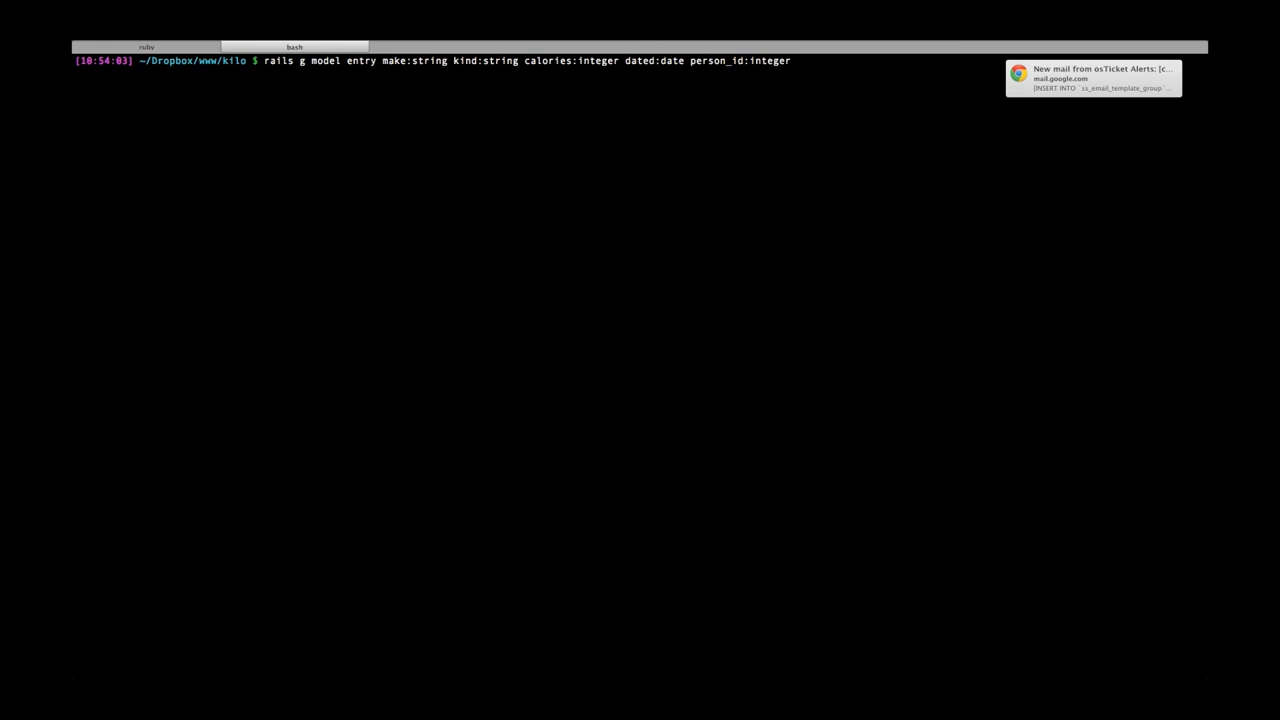 ruby
bash
[10:54:03] ~/Dropbox/www/kilo $ rails g model entry make:string kind:string calories:integer dated:date person_id:integer
New mail from osTicket Alerts: [c...
mail.google.com
[INSERT INTO `ss_email_template_group`...